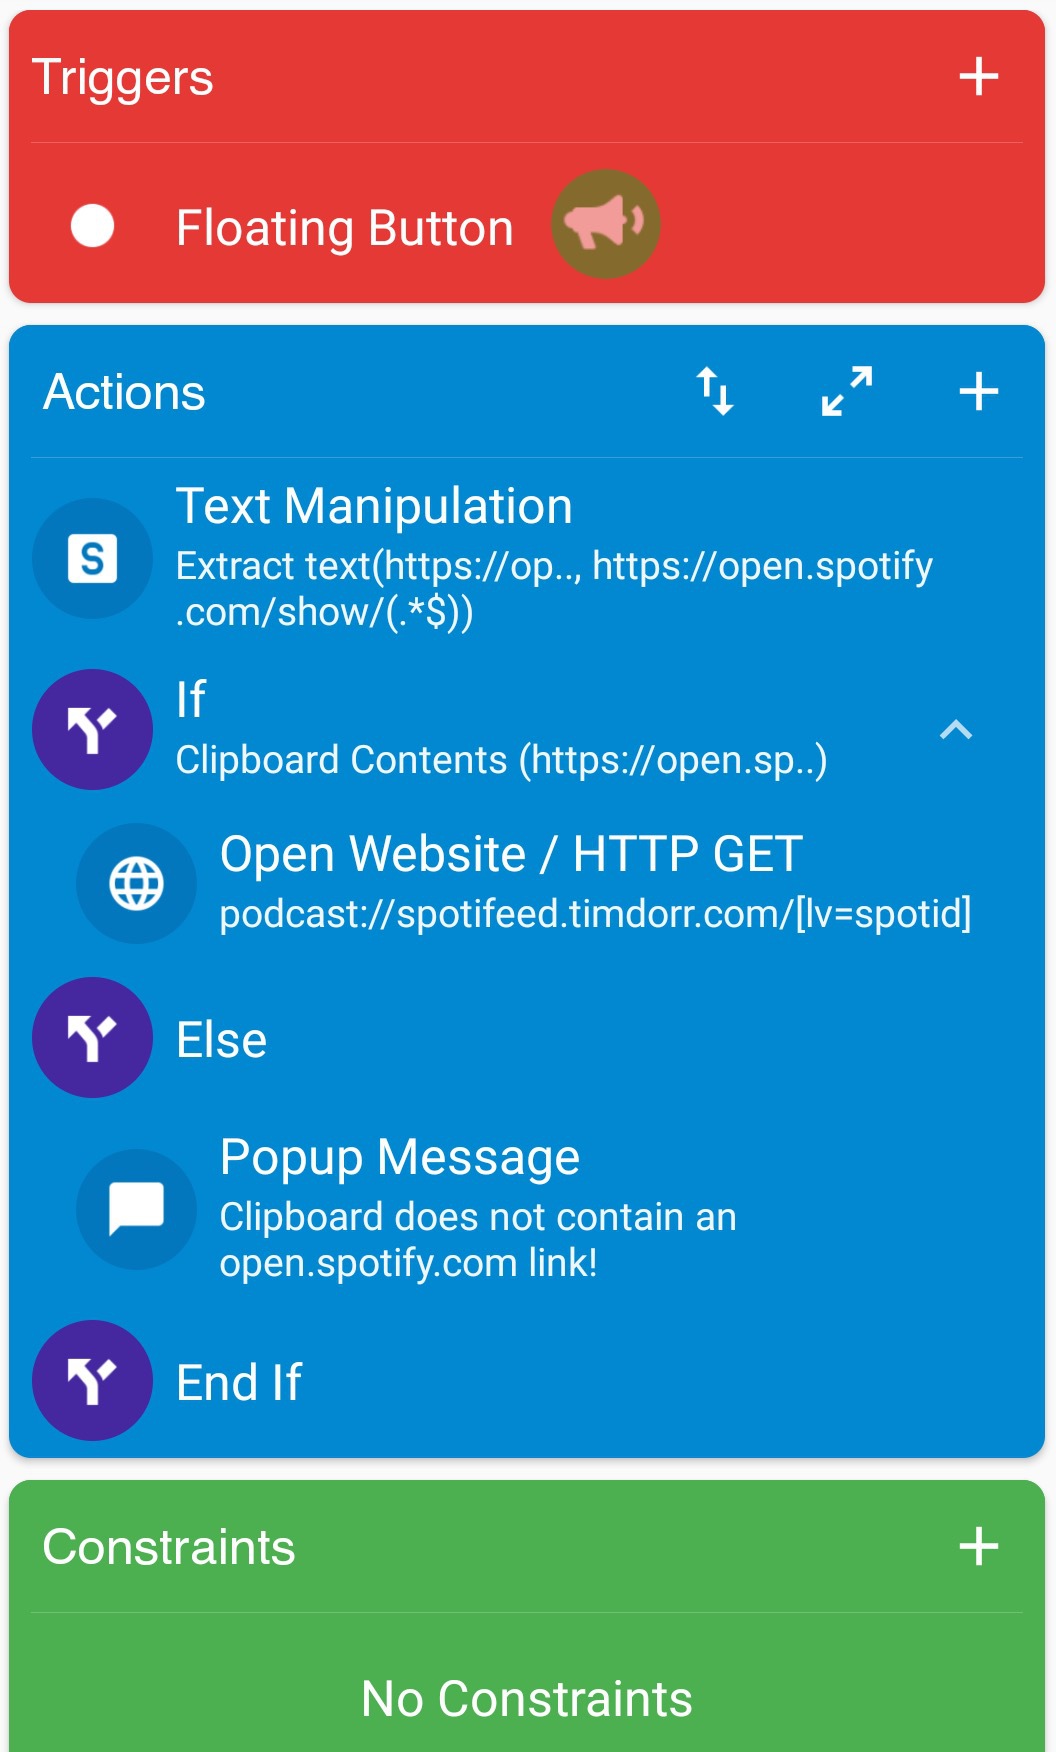 Triggers
Floating Button
Actions
Text Manipulation
Extract text(https://op.., https://open.spotify
.com/show/(.*$))
If
Clipboard Contents (https://open.sp..)
Open Website / HTTP GET
podcast://spotifeed.timdorr.com/[lv=spotid]
Else
Popup Message
Clipboard does not contain an
open.spotify.com link!
End If
Constraints
No Constraints